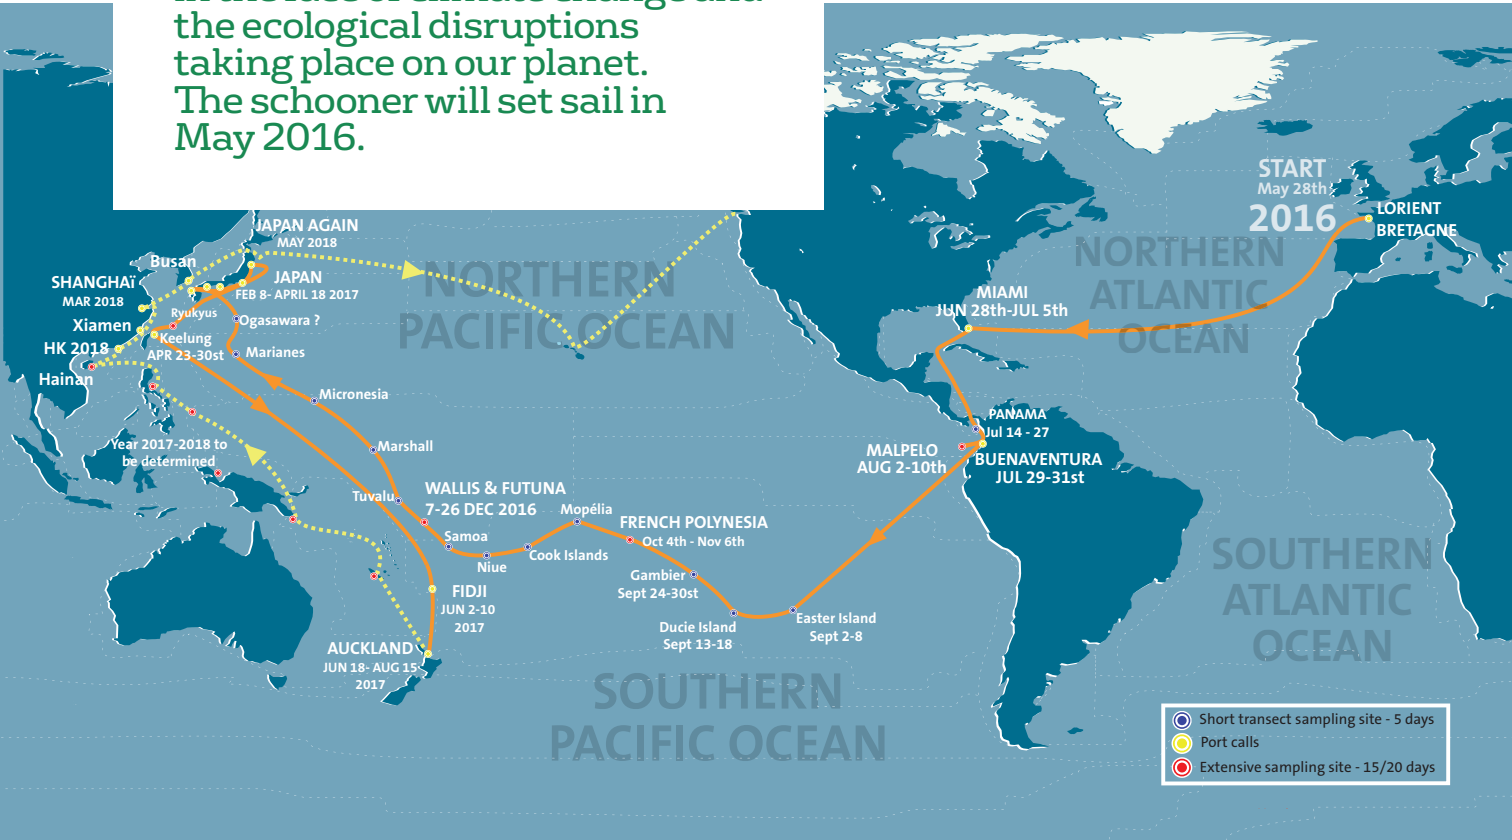 in the face of climate change and
the ecological disruptions
taking place on our planet.
The schooner will set sail in
May 2016.
START
May 28th
2016
LORIENT
BRETAGNE
NORTHERN
ATLANTIC
OCEAN
MIAMI
JUN 28th-JUL 5th
PANAMA
Jul 14 - 27
MALPELO
AUG 2-10th
BUENAVENTURA
JUL 29-31st
JAPAN AGAIN
MAY 2018
Busan
SHANGHAï
MAR 2018
JAPAN
FEB 8- APRIL 18 2017
NORTHERN
PACIFIC OCEAN
Ryukyus
Ogasawara ?
Xiamen
Keelung
APR 23-30st
HK 2018
Marianes
Hainan
Micronesia
Year 2017-2018 to
be determined
Marshall
Tuvalu
WALLIS & FUTUNA
7-26 DEC 2016
Samoa
Niue
Cook Islands
Mopélia
FRENCH POLYNESIA
Oct 4th - Nov 6th
Gambier
Sept 24-30st
Ducie Island
Sept 13-18
Easter Island
Sept 2-8
FIDJI
JUN 2-10
2017
AUCKLAND
JUN 18- AUG 15
2017
SOUTHERN
PACIFIC OCEAN
SOUTHERN
ATLANTIC
OCEAN
Short transect sampling site - 5 days
Port calls
Extensive sampling site - 15/20 days